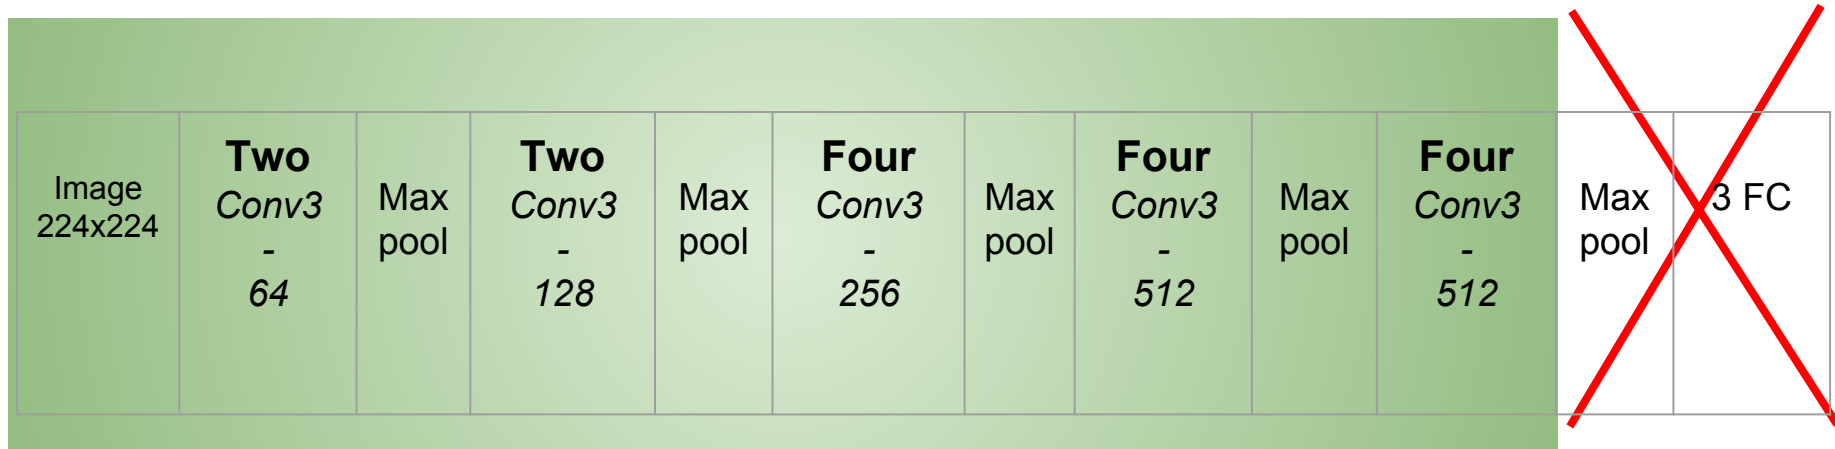 Image
224x224
Two
Conv3
-
64
Max
pool
Two
Conv3
-
128
Max
pool
Four
Conv3
-
256
Max
pool
Four
Conv3
-
512
Max
pool
Four
Conv3
-
512
Max
pool
3 FC